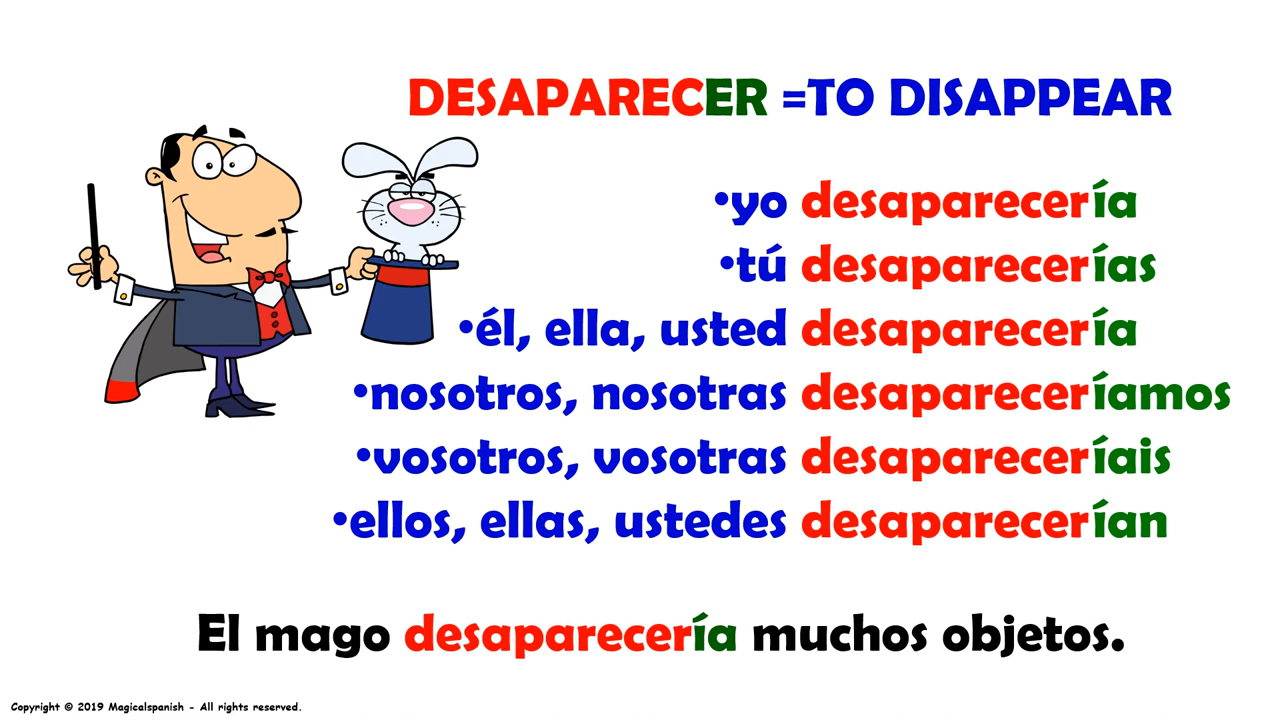 DESAPARECER =TO DISAPPEAR
•yo desaparecería
•tú desaparecerías
•él, ella, usted desaparecería
•nosotros, nosotras desapareceríamos
•vosotros, vosotras desapareceríais
•ellos, ellas, ustedes desaparecerían
El mago desaparecería muchos objetos.
Copyright © 2019 Magicalspanish - All rights reserved.